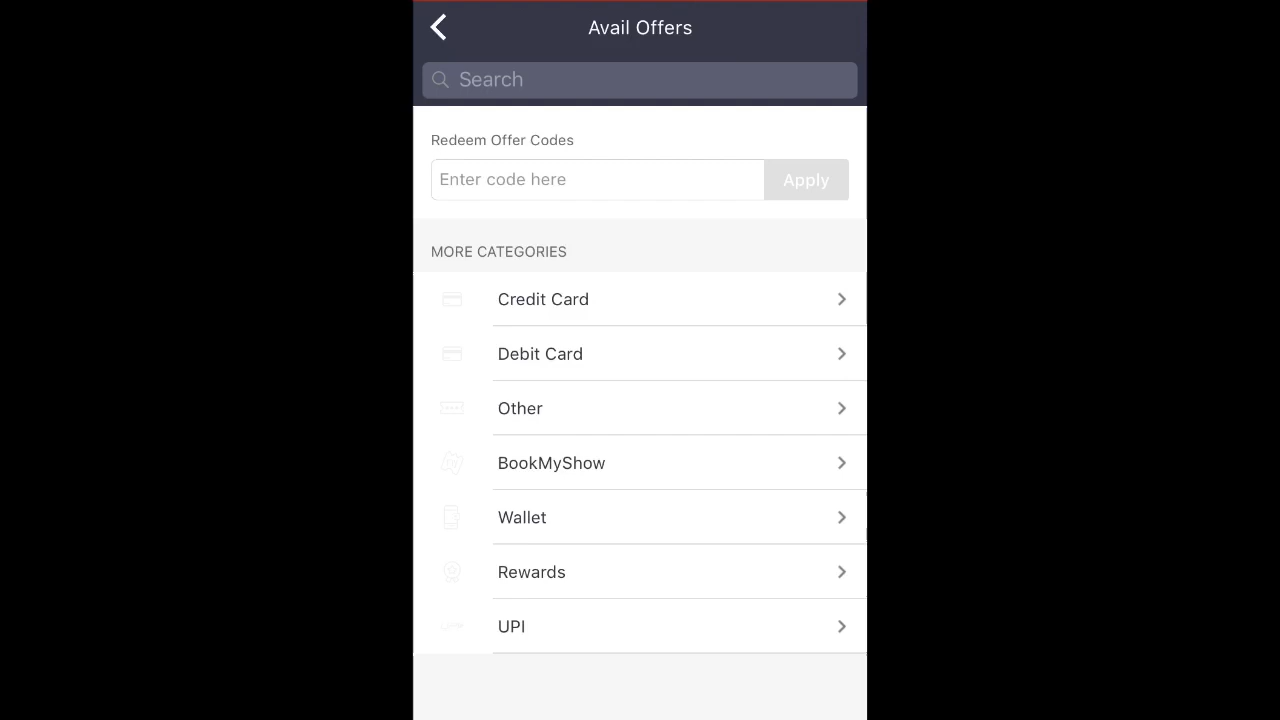 Avail Offers
Search
Redeem Offer Codes
Enter code here
Apply
MORE CATEGORIES
Credit Card
Debit Card
Other
BookMyShow
Wallet
Rewards
UPI